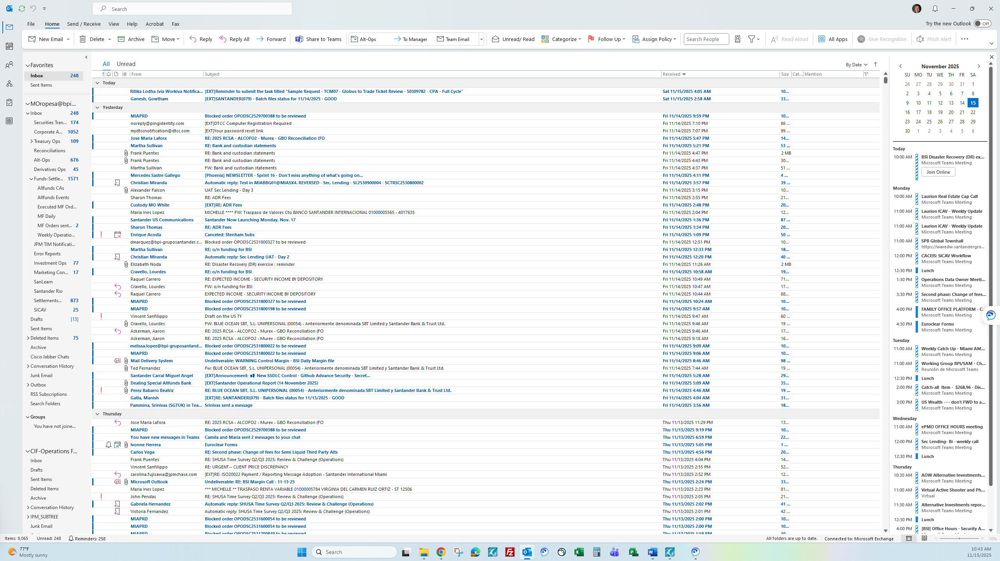 Search
File Home Send / Receive View Help Acrobat Fax
Try the new Outlook Off
New Email Delete Archive Move Reply Reply All Forward Share to Teams Alt-Ops To Manager Team Email Unread/ Read Categorize Follow Up Assign Policy Search People Read Aloud All Apps Give Recognition Phish Alert
Favorites
Inbox 248
Sent Items
MOropesa@bpi...
Inbox 248
Securities Tran... 174
Corporate A... 1052
Treasury Ops 109
Reconciliations
Alt-Ops 676
Derivatives Ops 45
Funds-Settle... 1571
Allfunds CAs
Allfunds Events
Executed MF Ord...
MF Daily
MF Orders sent... 2
Weekly Operatio...
JPM TIM Notificati...
Error Reports
Investment Ops 77
Marketing Con... 17
SanLearn
Santander Rio
Settlements... 873
SICAV 25
Drafts [13]
Sent Items
Deleted Items 75
Archive
Cisco Jabber Chats
Conversation History
Junk Email
Outbox
RSS Subscriptions
Search Folders
Groups
You have not joine...
CIF-Operations F...
Inbox
Drafts
Sent Items
Deleted Items
Archive
Conversation History
IPM_SUBTREE
Junk Email
All Unread
By Date
From Subject Received Size Cat... Mention
Today
Ritika Lodha (via Workiva Notifica... [EXT]Reminder to submit the task titled "Sample Request - TCM07 - Globus to Trade Ticket Review - 50309782 - CPA - Full Cycle" Sat 11/15/2025 4:05 AM 10...
Ganesh, Gowtham [EXT]SANTANDER(079) - Batch files status for 11/14/2025 - GOOD Sat 11/15/2025 2:58 AM 33...
Yesterday
MIAPRD Blocked order OPODSC2529700388 to be reviewed Fri 11/14/2025 9:59 PM 10...
noreply@pingidentity.com [EXT]DTCC Computer Registration Required Fri 11/14/2025 7:10 PM 86 ...
mydtccnotification@dtcc.com [EXT]Your password reset link Fri 11/14/2025 7:07 PM 99 ...
Jose Maria Lafora RE: 2025 RCSA - ALCOFO2 - Murex - GBO Reconciliation (FO Fri 11/14/2025 5:47 PM 14...
Martha Sullivan RE: Bank and custodian statements Fri 11/14/2025 5:21 PM 53 ...
Frank Puentes RE: Bank and custodian statements Fri 11/14/2025 4:47 PM 2 MB
Frank Puentes RE: Bank and custodian statements Fri 11/14/2025 4:43 PM 30...
Martha Sullivan FW: Bank and custodian statements Fri 11/14/2025 4:37 PM 51 ...
Mercedes Sastre Gallego [Phoenix] NEWSLETTER - Sprint 16 - Don't miss anything of what's going on... Fri 11/14/2025 4:11 PM 4 ...
Christian Miranda Automatic reply: Test in MIABBG01@MIASX4. REVERSED - Sec. Lending - SL2530900004 - SCTRSC2530800002 Fri 11/14/2025 3:57 PM 39 ...
Alexander Falcon UAT Sec Lending - Day 3 Fri 11/14/2025 3:15 PM 10...
Sharon Thomas RE: ADR Fees Fri 11/14/2025 2:55 PM 21...
Custody MO White [EXT]RE: ADR Fees Fri 11/14/2025 2:48 PM 20...
Maria Ines Lopez MICHELLE **** FW: Traspaso de Valores Cto BANCO SANTANDER INTERNACIONAL 01000005565 - 4017635 Fri 11/14/2025 2:04 PM 12...
Santander US Communications Santander Now Launching Monday, Nov. 17 Fri 11/14/2025 1:36 PM 87 ...
Sharon Thomas RE: ADR Fees Fri 11/14/2025 1:34 PM 20...
Enrique Acosta Canceled: Stenham Subs Fri 11/14/2025 1:09 PM 50 ...
dmarquez@bpi-gruposantander.c... Blocked order OPODSC2531800327 to be reviewed Fri 11/14/2025 12:51 PM 10...
Martha Sullivan RE: o/n funding for BSI Fri 11/14/2025 12:33 PM 18...
Christian Miranda Automatic reply: Sec Lending UAT - Day 2 Fri 11/14/2025 12:20 PM 40 ...
Elizabeth Noda RE: Disaster Recovery (DR) exercise : reminder Fri 11/14/2025 11:26 AM 2 MB
Cravello, Lourdes RE: o/n funding for BSI Fri 11/14/2025 10:58 AM 19...
Raquel Carrero RE: EXPECTED INCOME - SECURITY INCOME BY DEPOSITORY Fri 11/14/2025 10:49 AM 71...
Cravello, Lourdes FW: o/n funding for BSI Fri 11/14/2025 10:47 AM 17...
Raquel Carrero EXPECTED INCOME - SECURITY INCOME BY DEPOSITORY Fri 11/14/2025 10:44 AM 88...
MIAPRD Blocked order OPODSC2531800327 to be reviewed Fri 11/14/2025 10:24 AM 10...
MIAPRD Blocked order OPODSC2531800198 to be reviewed Fri 11/14/2025 9:57 AM 10...
Vincent Sanfilippo Draft on the US TY Fri 11/14/2025 9:47 AM 60 ...
Cravello, Lourdes FW: BLUE OCEAN SBT, S.L. UNIPERSONAL (00054) - Anteriormente denominada SBT Limited y Santander Bank & Trust Ltd. Fri 11/14/2025 9:46 AM 19 ...
Ackerman, Aaron RE: 2025 RCSA - ALCOFO2 - Murex - GBO Reconciliation (FO Fri 11/14/2025 9:46 AM 17...
Ackerman, Aaron RE: 2025 RCSA - ALCOFO2 - Murex - GBO Reconciliation (FO Fri 11/14/2025 9:18 AM 16...
melissa.lopez@bpi-gruposantand... Blocked order OPODSC2531800022 to be reviewed Fri 11/14/2025 9:09 AM 10...
MIAPRD Blocked order OPODSC2531800022 to be reviewed Fri 11/14/2025 9:06 AM 10...
Mail Delivery System Undeliverable: WARNING Control Margin - BSI Daily Margin file Fri 11/14/2025 8:46 AM 98 ...
Ted Fernandez Fw: BLUE OCEAN SBT, S.L. UNIPERSONAL (00054) - Anteriormente denominada SBT Limited y Santander Bank & Trust Ltd. Fri 11/14/2025 7:44 AM 19 ...
Santander Carral Miguel Angel [EXT]Announcement: New SSDLC Control - Github Advance Security - Secret... Fri 11/14/2025 5:28 AM 29...
Dealing Special Allfunds Bank [EXT]Santander Operational Report (14 November 2025) Fri 11/14/2025 5:09 AM 35...
Perez Babarro Beatriz RE: BLUE OCEAN SBT, S.L. UNIPERSONAL (00054) - Anteriormente denominada SBT Limited y Santander Bank & Trust Ltd. Fri 11/14/2025 4:46 AM 19 ...
Gatla, Manish [EXT]RE: SANTANDER(079) - Batch files status for 11/13/2025 - GOOD Fri 11/14/2025 4:04 AM 31...
Pammina, Srinivas (SGTUK) in Tea... Srinivas sent a message Fri 11/14/2025 3:56 AM 18...
Thursday
Jose Maria Lafora RE: 2025 RCSA - ALCOFO2 - Murex - GBO Reconciliation (FO Thu 11/13/2025 11:29 PM 13...
MIAPRD Blocked order OPODSC2529700388 to be reviewed Thu 11/13/2025 9:19 PM 10...
You have new messages in Teams Camila and Maria sent 2 messages to your chat Thu 11/13/2025 6:59 PM 22...
Ivonne Herrera Euroclear Forms Thu 11/13/2025 5:05 PM 1 ...
Carlos Vega RE: Second phase: Change of fees for Semi Liquid Third Party Alts Thu 11/13/2025 4:56 PM 20...
Frank Puentes RE: SHUSA Time Survey Q2/Q3 2025: Review & Challenge (Operations) Thu 11/13/2025 4:04 PM 14...
Vincent Sanfilippo RE: URGENT-- CLIENT PRICE DISCREPANCY Thu 11/13/2025 2:55 PM 52...
carolina.fujisawa@jpmchase.com [EXT]RE: ISO20022 Payment / Reporting Message Adoption - Santander International Miami Thu 11/13/2025 2:52 PM 12...
Microsoft Outlook Undeliverable: RE: BSI Margin Call - 11-13-25 Thu 11/13/2025 2:24 PM 33...
Maria Ines Lopez *** MICHELLE ** TRASPASO RENTA VARIABLE 01000005784 VIRGINIA DEL CARMEN RUIZ ORTIZ - ST 12506 Thu 11/13/2025 2:23 PM 81...
John Pendas RE: SHUSA Time Survey Q2/Q3 2025: Review & Challenge (Operations) Thu 11/13/2025 2:05 PM 21...
Gabriela Hernandez Automatic reply: SHUSA Time Survey Q2/Q3 2025: Review & Challenge (Operations) Thu 11/13/2025 2:02 PM 41 ...
Victoria Fernandez Automatic reply: SHUSA Time Survey Q2/Q3 2025: Review & Challenge (Operations) Thu 11/13/2025 2:01 PM 42 ...
MIAPRD Blocked order OPODSC2531600054 to be reviewed Thu 11/13/2025 2:00 PM 10...
MIAPRD Blocked order OPODSC2531600054 to be reviewed Thu 11/13/2025 2:00 PM 10...
MIAPRD Blocked order OPODSC2531700849 to be reviewed Thu 11/13/2025 1:59 PM 10
November 2025
SU MO TU WE TH FR SA
26 27 28 29 30 31 1
2 3 4 5 6 7 8
9 10 11 12 13 14 15
16 17 18 19 20 21 22
23 24 25 26 27 28 29
30 1 2 3 4 5 6
Today
10:00 AM BSI Disaster Recovery (DR) ex...
Microsoft Teams Meeting
Join Online
Monday
10:00 AM Laurion Real Estate Cap Call
Microsoft Teams Meeting
11:00 AM Laurion ICAV - Weekly Update
Microsoft Teams Meeting
11:00 AM Laurion ICAV - Weekly Update
Microsoft Teams Meeting
11:00 AM SPB Global Townhall
https://wavedw.santandergro...
12:00 PM CACEIS: SICAV Workflow
Microsoft Teams Meeting
12:30 PM Lunch
1:30 PM Operations Data Owner Meeti...
Microsoft Teams Meeting
3:30 PM Second phase: Change of fees...
Microsoft Teams Meeting
4:00 PM FAMILY OFFICE PLATFORM - C...
Microsoft Teams Meeting
4:30 PM Euroclear Forms
Microsoft Teams Meeting
Tuesday
11:00 AM Weekly Catch Up - Miami AM...
Microsoft Teams Meeting
11:00 AM Working Group BPI/SAM - Ch...
Reunión de Microsoft Teams
12:30 PM Lunch
2:00 PM Catch-all Item - $268.96 - Dis...
Microsoft Teams Meeting
3:00 PM US Wealth ---- don't FWD to a...
Microsoft Teams Meeting
Wednesday
11:00 AM ePMO OFFICE HOURS meeting
Microsoft Teams Meeting
12:00 PM Sec Lending- Bi - weekly call
Microsoft Teams Meeting
12:30 PM Lunch
Thursday
10:30 AM AOW Alternative Investments...
Microsoft Teams Meeting
11:00 AM Virtual Active Shooter and Ph...
Virtual
11:30 AM Alternative Investments repor...
Microsoft Teams Meeting
12:30 PM Lunch
4:00 PM [BSI] Office Hours - Security A...
Items: 9,065 Unread: 248 Reminders: 258
All folders are up to date. Connected to: Microsoft Exchange 10%
77°F
Mostly sunny
Search
10:43 AM
11/15/2025